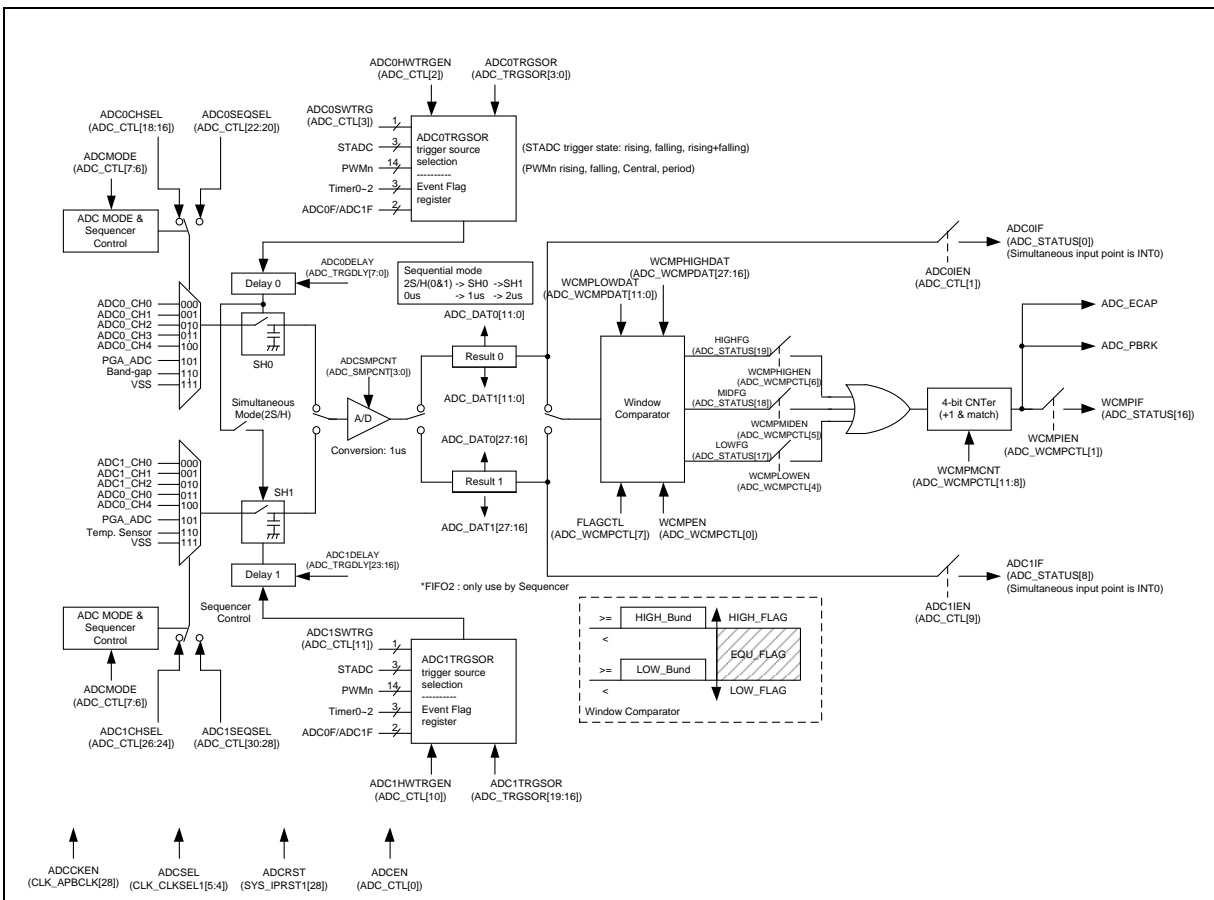 ADC0HWTRGEN
(ADC_CTL[2])
ADC0TRGSOR
(ADC_TRGSOR[3:0])
ADC0CHSEL
(ADC_CTL[18:16])
ADC0SEQSEL
(ADC_CTL[22:20])
ADCMODE
(ADC_CTL[7:6])
ADC MODE &
Sequencer
Control
ADC0SWTRG
(ADC_CTL[3])
1
STADC
3
PWMn
14
Timer0~2
3
ADC0F/ADC1F
2
ADC0TRGSOR
trigger source
selection
----------
Event Flag
register
(STADC trigger state: rising, falling, rising+falling)
(PWMn rising, falling, Central, period)
ADC0DELAY
(ADC_TRGDLY[7:0])
Delay 0
Sequential mode
2S/H(0&1) -> SH0 ->SH1
0us -> 1us -> 2us
ADC0_CH0 000
ADC0_CH1 001
ADC0_CH2 010
ADC0_CH3 011
ADC0_CH4 100
PGA_ADC 101
Band-gap 110
VSS 111
SH0
Simultaneous
Mode(2S/H)
ADCSMPCNT
(ADC_SMPCNT[3:0])
A/D
Conversion: 1us
ADC_DAT0[11:0]
Result 0
ADC_DAT1[11:0]
ADC_DAT0[27:16]
Result 1
ADC_DAT1[27:16]
WCMPHIGHDAT
(ADC_WCMPDAT[27:16])
WCMPLOWDAT
(ADC_WCMPDAT[11:0])
Window
Comparator
FLAGCTL
(ADC_WCMPCTL[7])
WCMPEN
(ADC_WCMPCTL[0])
HIGHFG
(ADC_STATUS[19])
WCMPHIGHEN
(ADC_WCMPCTL[6])
MIDFG
(ADC_STATUS[18])
WCMPMIDEN
(ADC_WCMPCTL[5])
LOWFG
(ADC_STATUS[17])
WCMPLOWEN
(ADC_WCMPCTL[4])
4-bit CNTer
(+1 & match)
WCMPMCNT
(ADC_WCMPCTL[11:8])
ADC0IEN
(ADC_CTL[1])
ADC0IF
(ADC_STATUS[0])
(Simultaneous input point is INT0)
ADC_ECAP
ADC_PBRK
WCMPIF
(ADC_STATUS[16])
WCMPIEN
(ADC_WCMPCTL[1])
ADC1IF
(ADC_STATUS[8])
(Simultaneous input point is INT0)
ADC1IEN
(ADC_CTL[9])
ADC1_CH0 000
ADC1_CH1 001
ADC1_CH2 010
ADC0_CH0 011
ADC0_CH4 100
PGA_ADC 101
Temp. Sensor 110
VSS 111
SH1
ADC1DELAY
(ADC_TRGDLY[23:16])
Delay 1
*FIFO2 : only use by Sequencer
Sequencer
Control
ADC MODE &
Sequencer
Control
ADCMODE
(ADC_CTL[7:6])
ADC1CHSEL
(ADC_CTL[26:24])
ADC1SEQSEL
(ADC_CTL[30:28])
ADC1SWTRG
(ADC_CTL[11])
1
STADC
3
PWMn
14
Timer0~2
3
ADC0F/ADC1F
2
ADC1TRGSOR
trigger source
selection
----------
Event Flag
register
ADC1HWTRGEN
(ADC_CTL[10])
ADC1TRGSOR
(ADC_TRGSOR[19:16])
>=
HIGH_Bund
HIGH_FLAG
<
EQU_FLAG
>=
LOW_Bund
<
LOW_FLAG
Window Comparator
ADCCKEN
(CLK_APBCLK[28])
ADCSEL
(CLK_CLKSEL1[5:4])
ADCRST
(SYS_IPRST1[28])
ADCEN
(ADC_CTL[0])